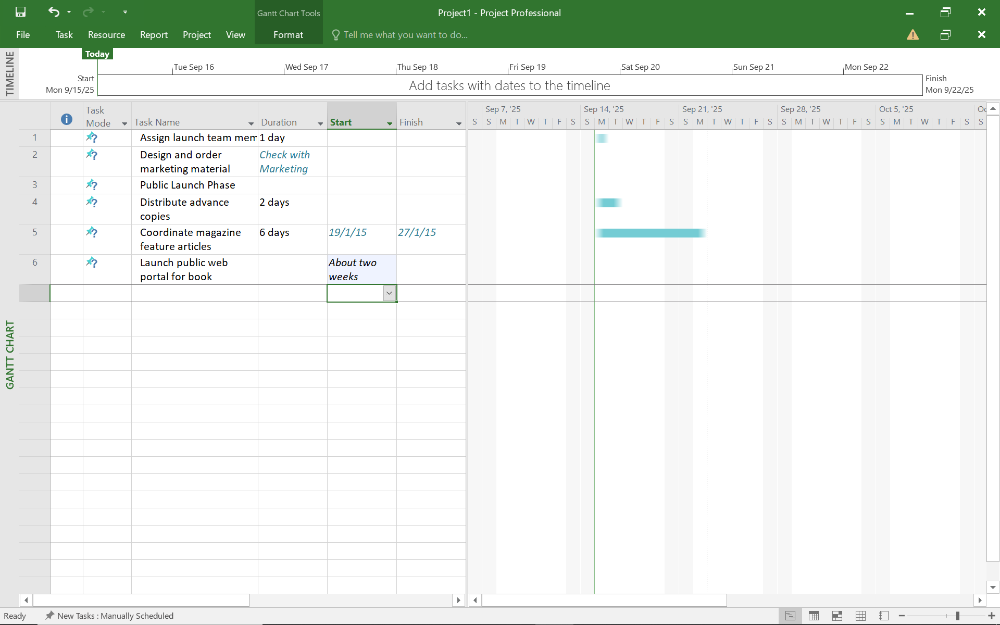 Gantt Chart Tools
Project1 - Project Professional
File Task Resource Report Project View Format Tell me what you want to do...
TIMELINE
Today
Tue Sep 16 Wed Sep 17 Thu Sep 18 Fri Sep 19 Sat Sep 20 Sun Sep 21 Mon Sep 22
Start
Mon 9/15/25
Add tasks with dates to the timeline
Finish
Mon 9/22/25
GANTT CHART
Task Mode Task Name Duration Start Finish
Sep 7, '25 Sep 14, '25 Sep 21, '25 Sep 28, '25 Oct 5, '25
S S M T W T F S S M T W T F S S M T W T F S S M T W T F S S M T W T F S S
1 Assign launch team mem 1 day
2 Design and order Check with
marketing material Marketing
3 Public Launch Phase
4 Distribute advance 2 days
copies
5 Coordinate magazine 6 days 19/1/15 27/1/15
feature articles
6 Launch public web About two
portal for book weeks
Ready New Tasks : Manually Scheduled